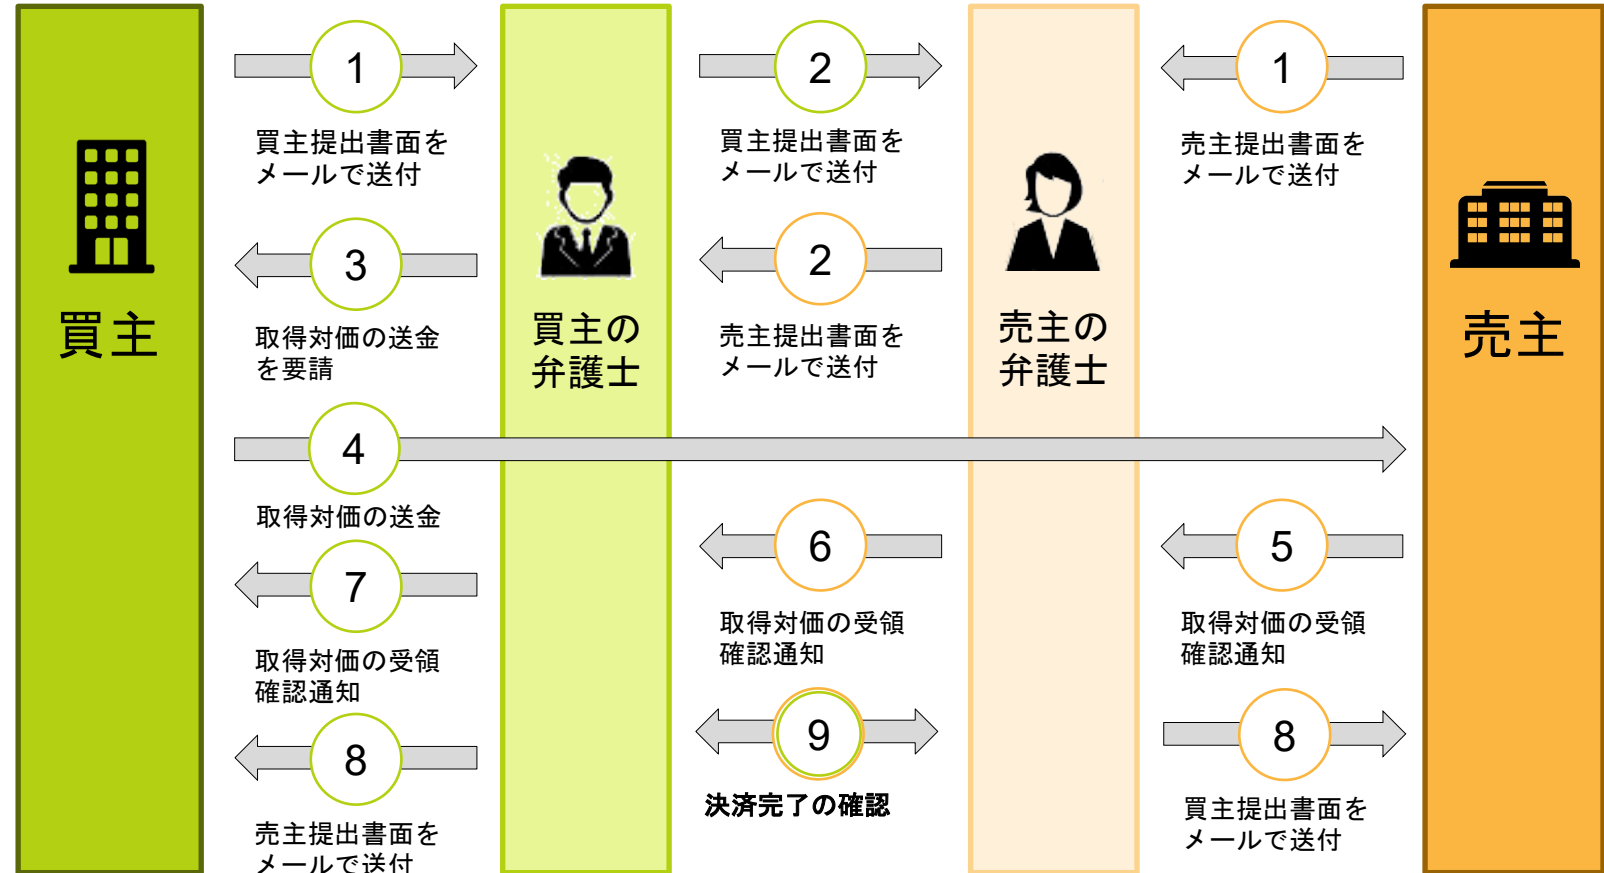 1
2
1
買主提出書面を
メールで送付
買主提出書面を
メールで送付
売主提出書面を
メールで送付
3
2
取得対価の送金
を要請
売主提出書面を
メールで送付
買主
買主の
弁護士
売主の
弁護士
売主
4
取得対価の送金
7
6
5
取得対価の受領
確認通知
取得対価の受領
確認通知
取得対価の受領
確認通知
8
9
8
売主提出書面を
メールで送付
決済完了の確認
買主提出書面を
メールで送付